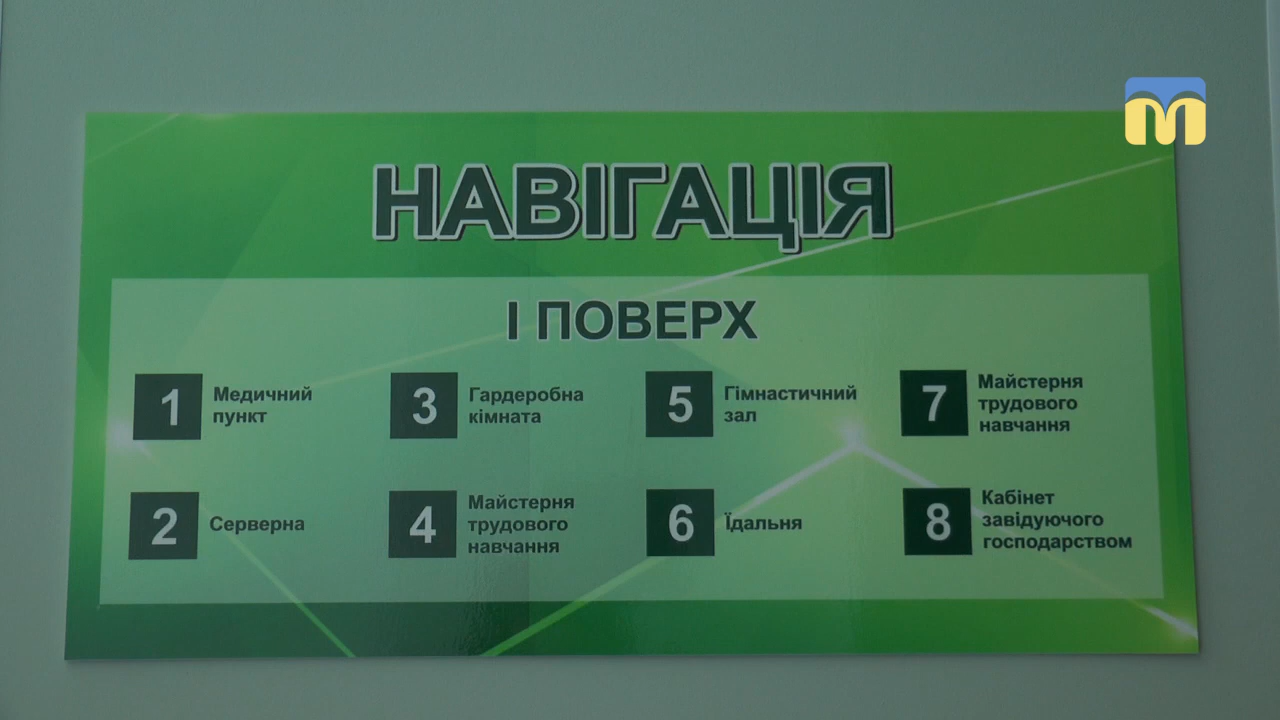 НАВІГАЦІЯ
І ПОВЕРХ
1 Медичний
пункт
2 Серверна
3 Гардеробна
кімната
4 Майстерня
трудового
навчання
5 Гімнастичний
зал
6 Їдальня
7 Майстерня
трудового
навчання
8 Кабінет
завідуючого
господарством
m